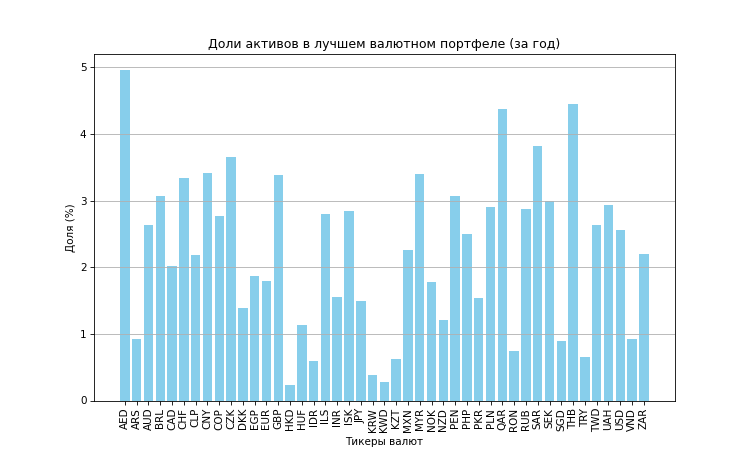 Доли активов в лучшем валютном портфеле (за год)
Доля (%)
5
4
3
2
1
0
AED ARS AUD BRL CAD CHF CLP CNY COP CZK DKK EGP EUR GBP HKD HUF IDR ILS INR ISK JPY KRW KWD KZT MXN MYR NOK NZD PEN PHP PKR PLN QAR RON RUB SAR SEK SGD THB TRY TWD UAH USD VND ZAR
Тикеры валют